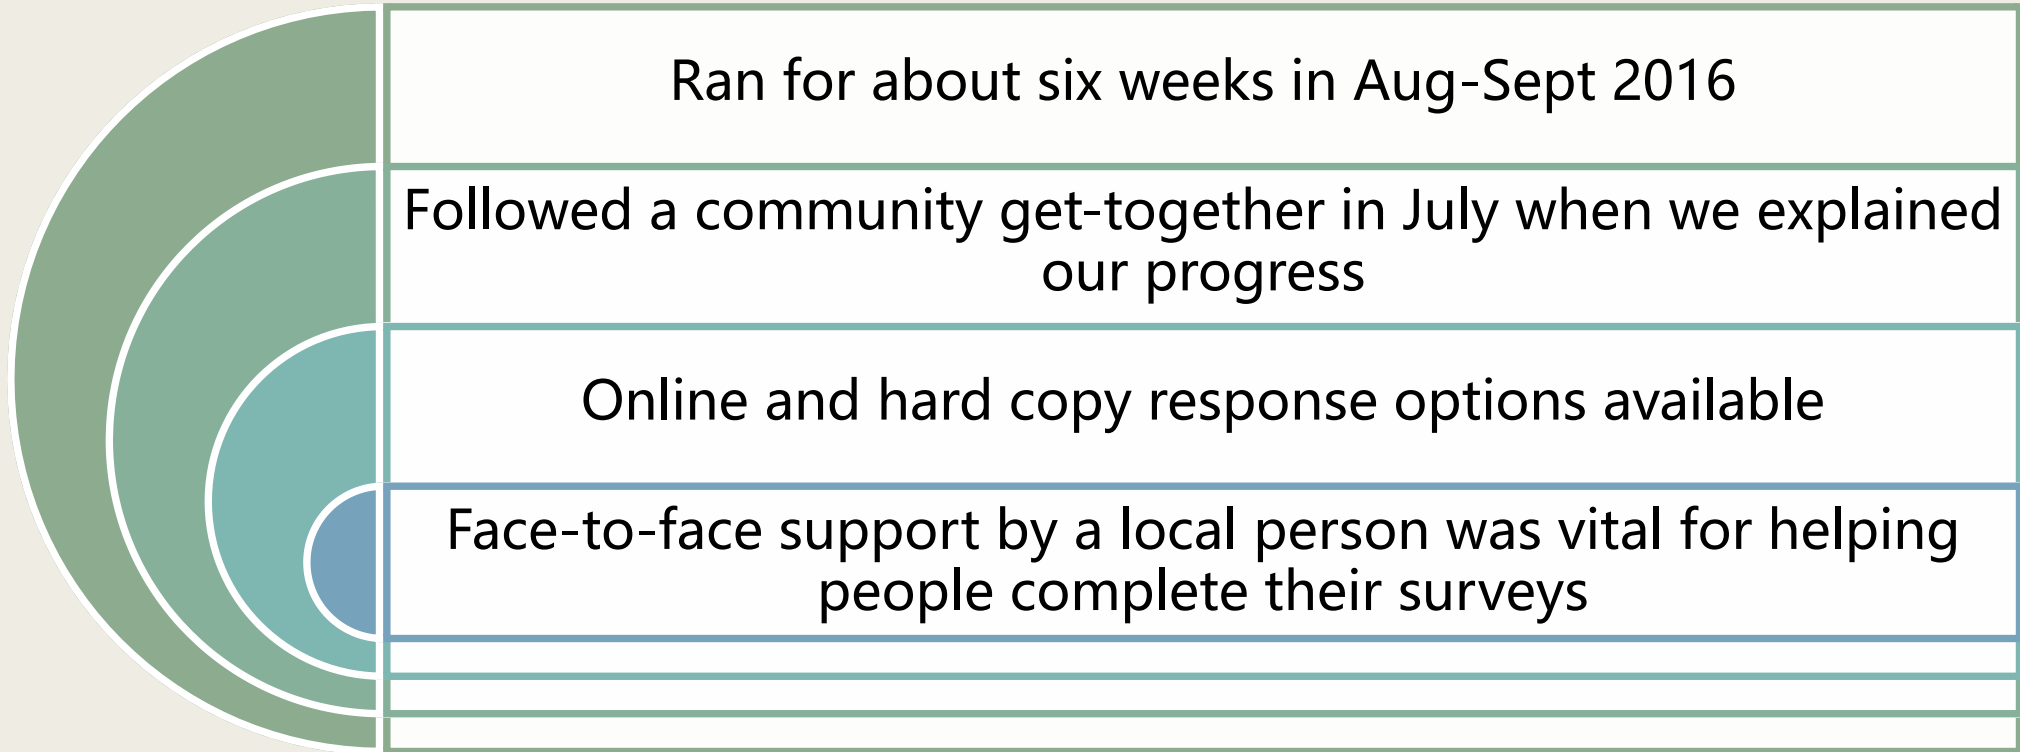 Ran for about six weeks in Aug-Sept 2016
Followed a community get-together in July when we explained
our progress
Online and hard copy response options available
Face-to-face support by a local person was vital for helping
people complete their surveys